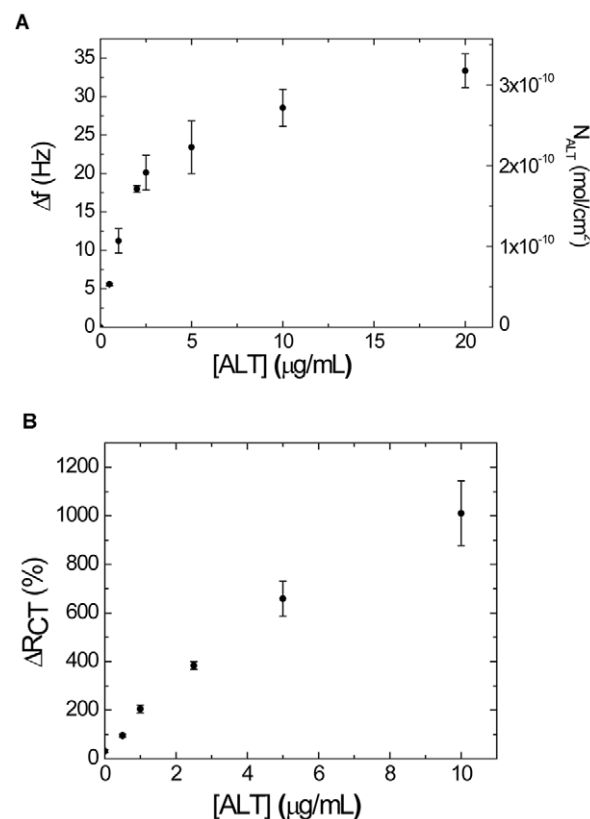 A
35
30
25
20
15
10
5
0
Δf (Hz)
3x10⁻¹⁰
2x10⁻¹⁰
1x10⁻¹⁰
0
N_ALT (mol/cm²)
0 5 10 15 20
[ALT] (μg/mL)
B
1200
1000
800
600
400
200
0
ΔRCT (%)
0 2 4 6 8 10
[ALT] (μg/mL)